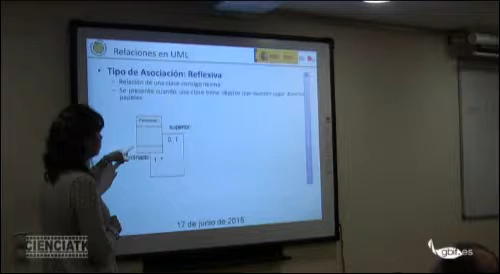 Relaciones en UML
• Tipo de Asociación: Reflexiva
– Relación de una clase consigo misma
– Se presenta cuando una clase tiene objetos que pueden jugar diversos
papeles
superior
0, 1
1 *
17 de junio de 2015
CIENCIATK
gbif.es